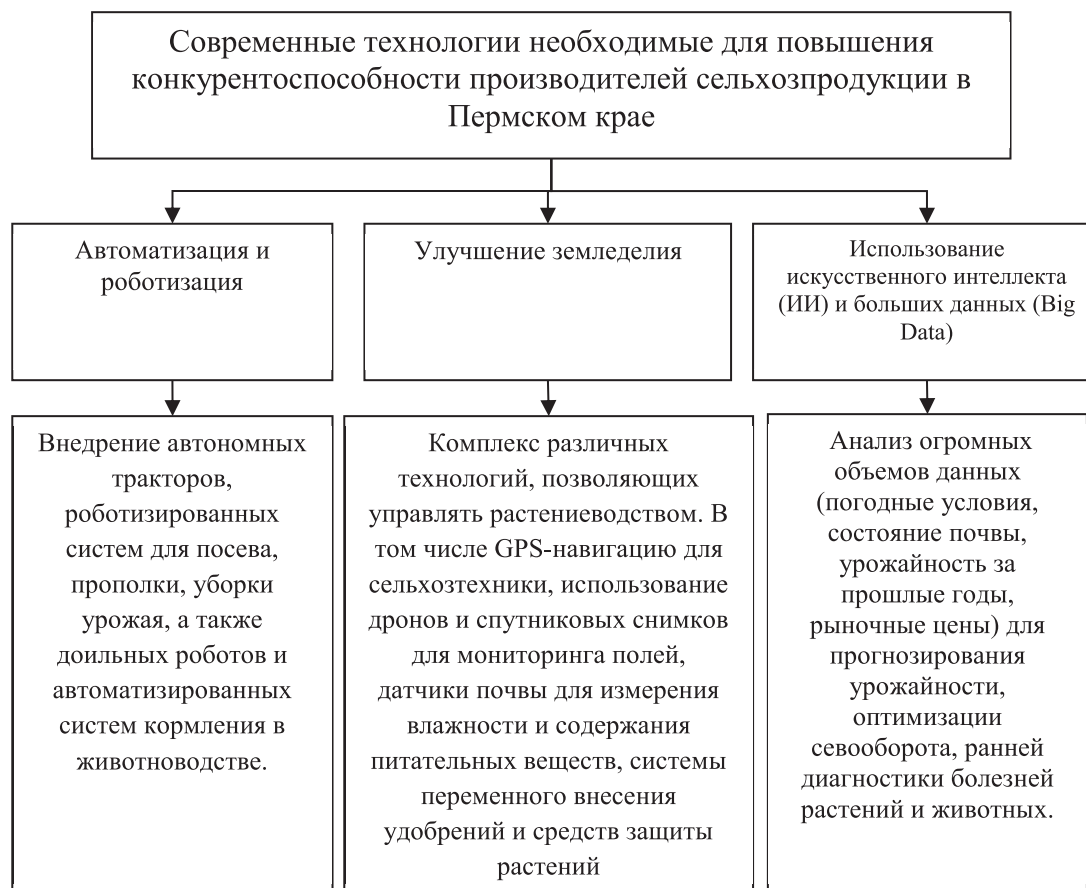 Современные технологии необходимые для повышения
конкурентоспособности производителей сельхозпродукции в
Пермском крае
Автоматизация и
роботизация
Улучшение земледелия
Использование
искусственного интеллекта
(ИИ) и больших данных (Big
Data)
Внедрение автономных
тракторов,
роботизированных
систем для посева,
прополки, уборки
урожая, а также
доильных роботов и
автоматизированных
систем кормления в
животноводстве.
Комплекс различных
технологий, позволяющих
управлять растениеводством. В
том числе GPS-навигацию для
сельхозтехники, использование
дронов и спутниковых снимков
для мониторинга полей,
датчики почвы для измерения
влажности и содержания
питательных веществ, системы
переменного внесения
удобрений и средств защиты
растений
Анализ огромных
объемов данных
(погодные условия,
состояние почвы,
урожайность за
прошлые годы,
рыночные цены) для
прогнозирования
урожайности,
оптимизации
севооборота, ранней
диагностики болезней
растений и животных.